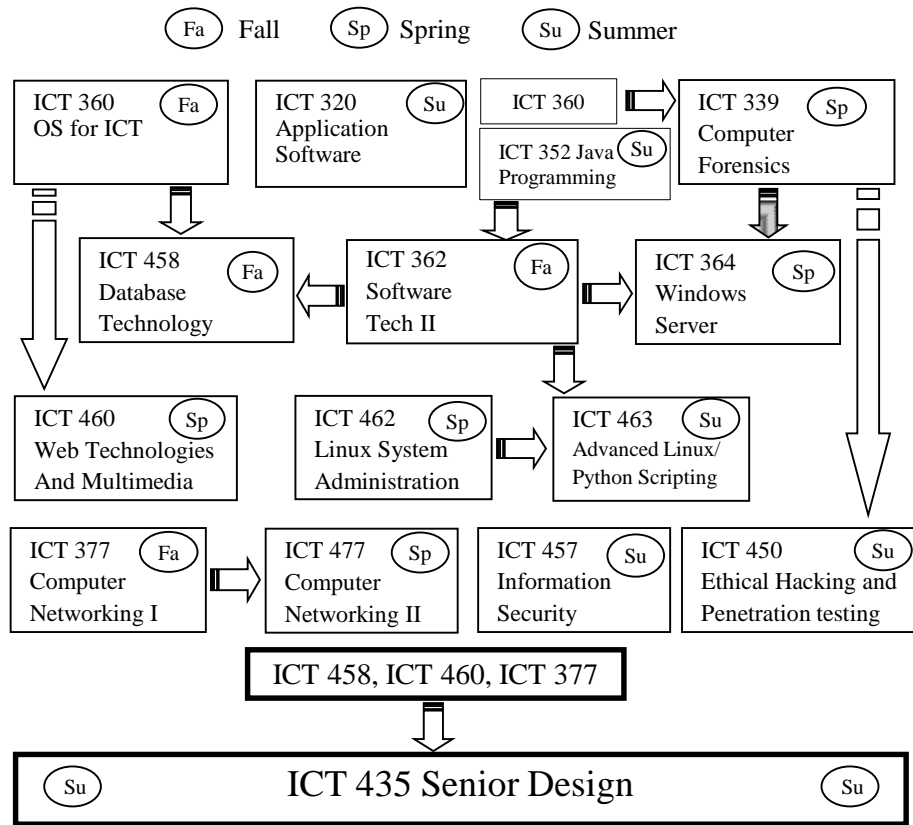 Fa Fall Sp Spring Su Summer
ICT 360 Fa
OS for ICT
ICT 320 Su
Application
Software
ICT 360
ICT 352 Java Su
Programming
ICT 339 Sp
Computer
Forensics
ICT 458 Fa
Database
Technology
ICT 362 Fa
Software
Tech II
ICT 364 Sp
Windows
Server
ICT 460 Sp
Web Technologies
And Multimedia
ICT 462 Sp
Linux System
Administration
ICT 463 Su
Advanced Linux/
Python Scripting
ICT 377 Fa
Computer
Networking I
ICT 477 Sp
Computer
Networking II
ICT 457 Su
Information
Security
ICT 450 Su
Ethical Hacking and
Penetration testing
ICT 458, ICT 460, ICT 377
Su ICT 435 Senior Design Su